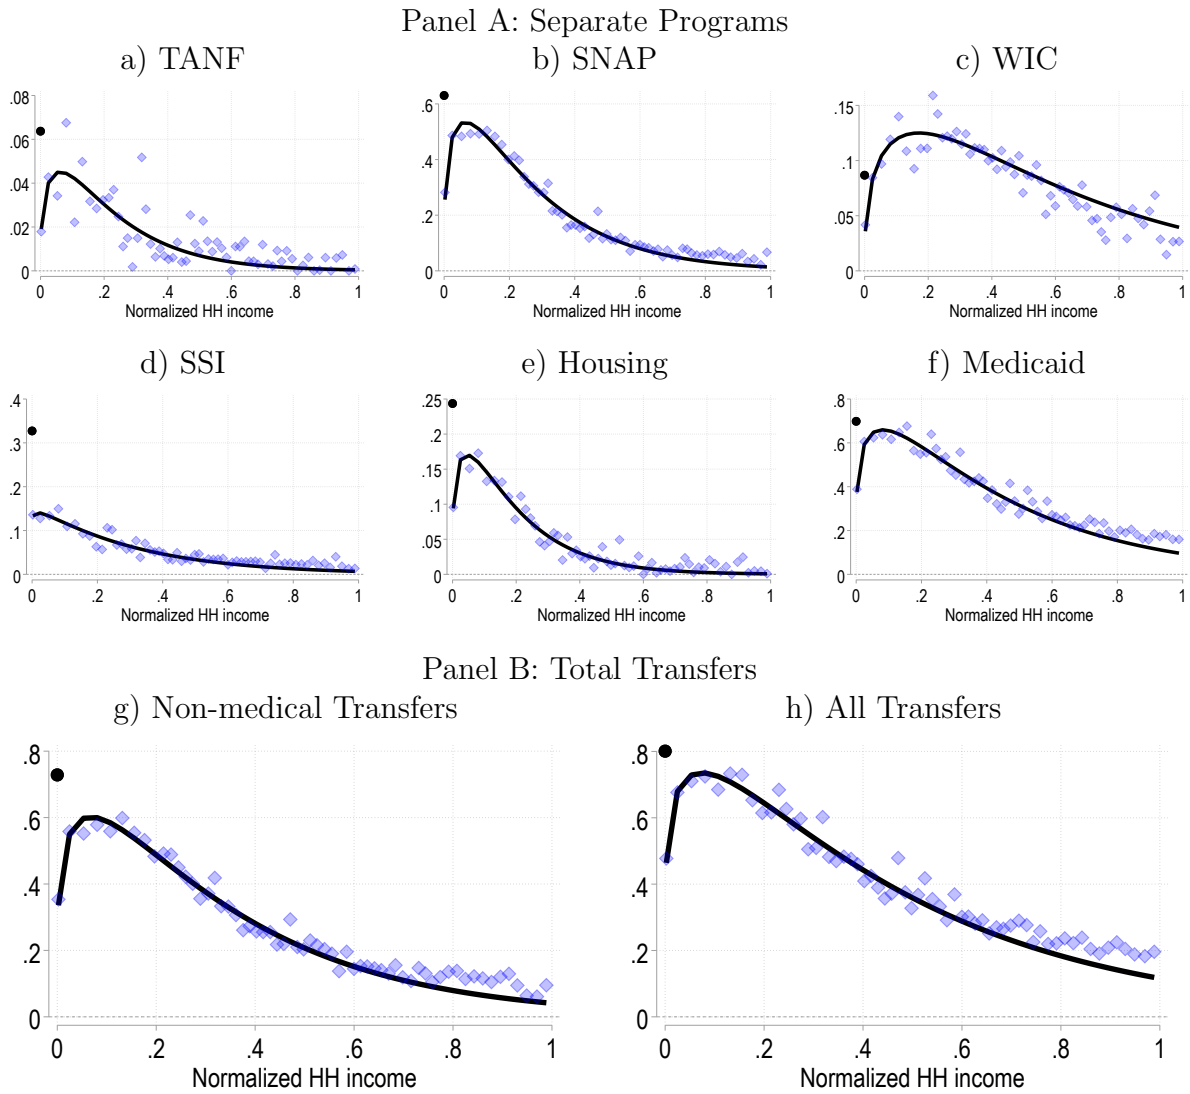 Panel A: Separate Programs
a) TANF
b) SNAP
c) WIC
.08
.06
.04
.02
0
0 .2 .4 .6 .8 1
Normalized HH income
.6
.4
.2
0
0 .2 .4 .6 .8 1
Normalized HH income
.15
.1
.05
0
0 .2 .4 .6 .8 1
Normalized HH income
d) SSI
e) Housing
f) Medicaid
.4
.3
.2
.1
0
0 .2 .4 .6 .8 1
Normalized HH income
.25
.2
.15
.1
.05
0
0 .2 .4 .6 .8 1
Normalized HH income
.8
.6
.4
.2
0
0 .2 .4 .6 .8 1
Normalized HH income
Panel B: Total Transfers
g) Non-medical Transfers
h) All Transfers
.8
.6
.4
.2
0
0 .2 .4 .6 .8 1
Normalized HH income
.8
.6
.4
.2
0
0 .2 .4 .6 .8 1
Normalized HH income